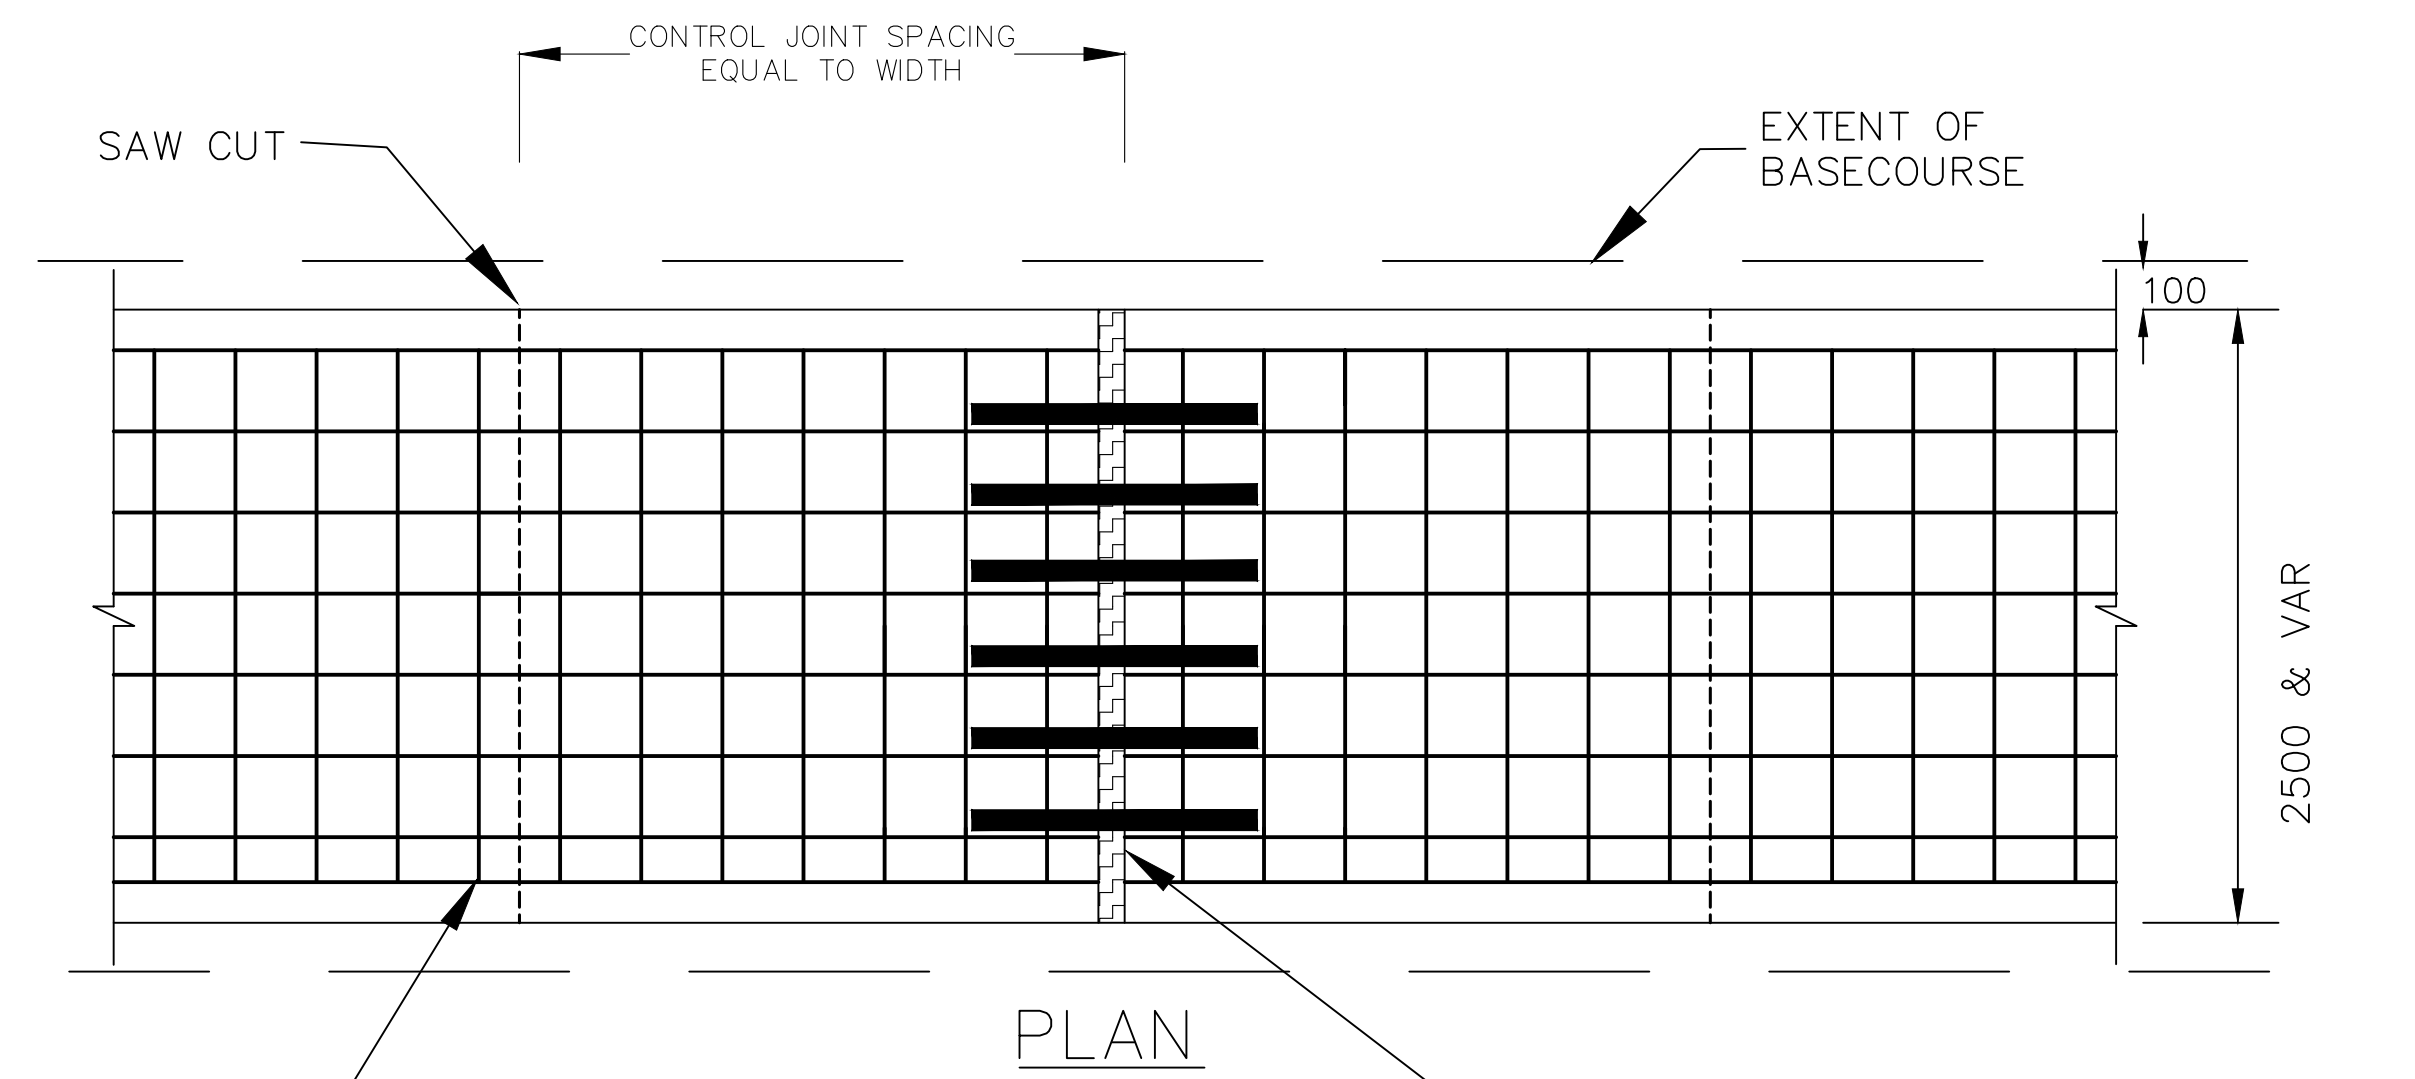 CONTROL JOINT SPACING
EQUAL TO WIDTH
SAW CUT
EXTENT OF
BASECOURSE
100
2500 & VAR
PLAN